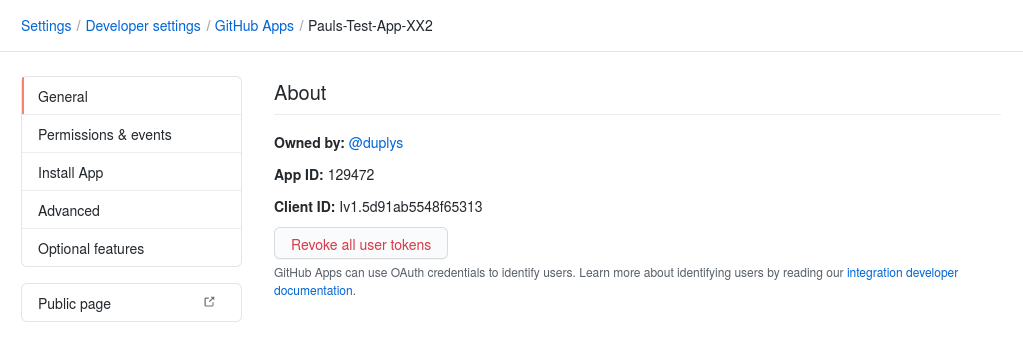 Settings / Developer settings / GitHub Apps / Pauls-Test-App-XX2
General
Permissions & events
Install App
Advanced
Optional features
Public page
About
Owned by: @duplys
App ID: 129472
Client ID: Iv1.5d91ab5548f65313
Revoke all user tokens
GitHub Apps can use OAuth credentials to identify users. Learn more about identifying users by reading our integration developer
documentation.